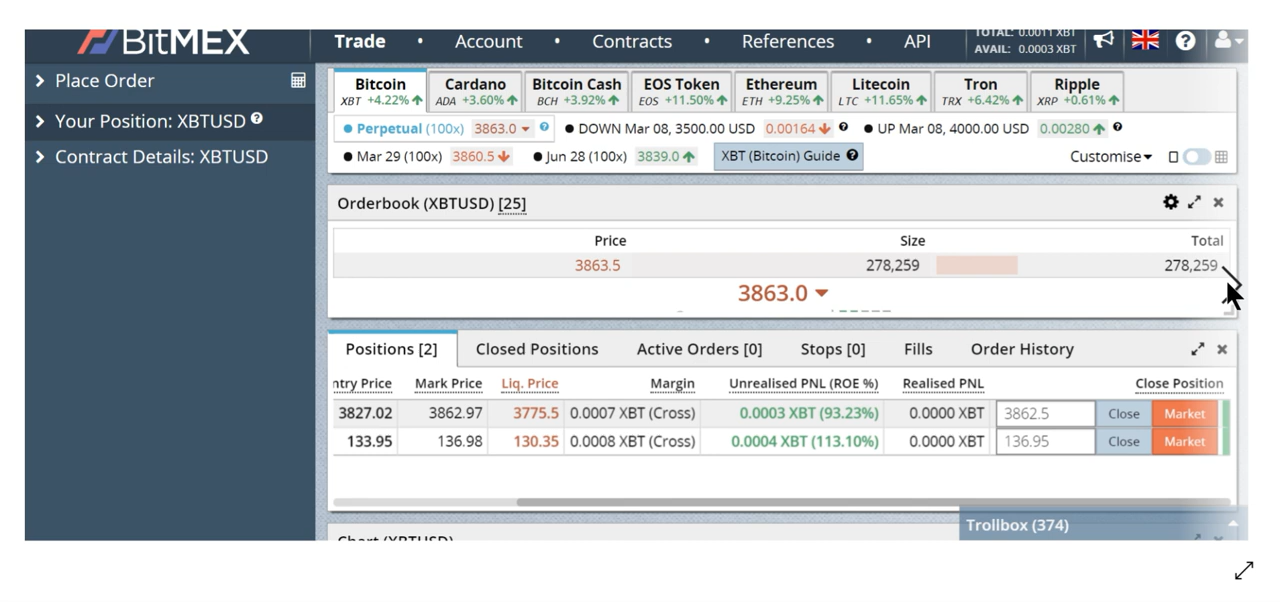 BitMEX Trade • Account • Contracts • References • API
TOTAL: 0.0011 XBT
AVAIL: 0.0003 XBT
Place Order
Your Position: XBTUSD
Contract Details: XBTUSD
Bitcoin Cardano Bitcoin Cash EOS Token Ethereum Litecoin Tron Ripple
XBT +4.22% ADA +3.60% BCH +3.92% EOS +11.50% ETH +9.25% LTC +11.65% TRX +6.42% XRP +0.61%
Perpetual (100x) 3863.0 DOWN Mar 08, 3500.00 USD 0.00164 UP Mar 08, 4000.00 USD 0.00280
Mar 29 (100x) 3860.5 Jun 28 (100x) 3839.0 XBT (Bitcoin) Guide Customise
Orderbook (XBTUSD) [25]
Price Size Total
3863.5 278,259 278,259
3863.0
Positions [2] Closed Positions Active Orders [0] Stops [0] Fills Order History
ntry Price Mark Price Liq. Price Margin Unrealised PNL (ROE %) Realised PNL Close Position
3827.02 3862.97 3775.5 0.0007 XBT (Cross) 0.0003 XBT (93.23%) 0.0000 XBT 3862.5 Close Market
133.95 136.98 130.35 0.0008 XBT (Cross) 0.0004 XBT (113.10%) 0.0000 XBT 136.95 Close Market
Trollbox (374)
Chart (XBTUSD)